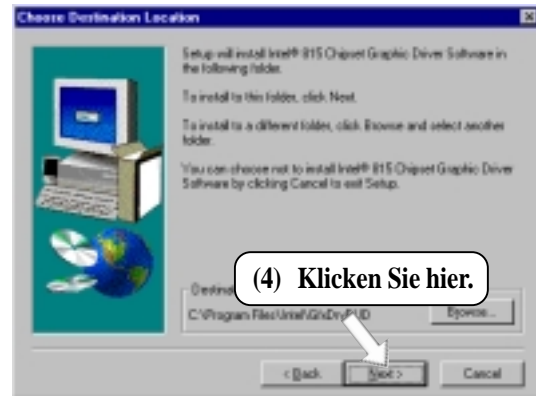 Choose Destination Location
Setup will install Intel® 815 Chipset Graphic Driver Software in
the following folder.
To install to this folder, click Next.
To install to a different folder, click Browse and select another
folder.
You can choose not to install Intel® 815 Chipset Graphic Driver
Software by clicking Cancel to exit Setup.
(4) Klicken Sie hier.
C:\Program Files\Intel\
Browse...
< Back
Next >
Cancel